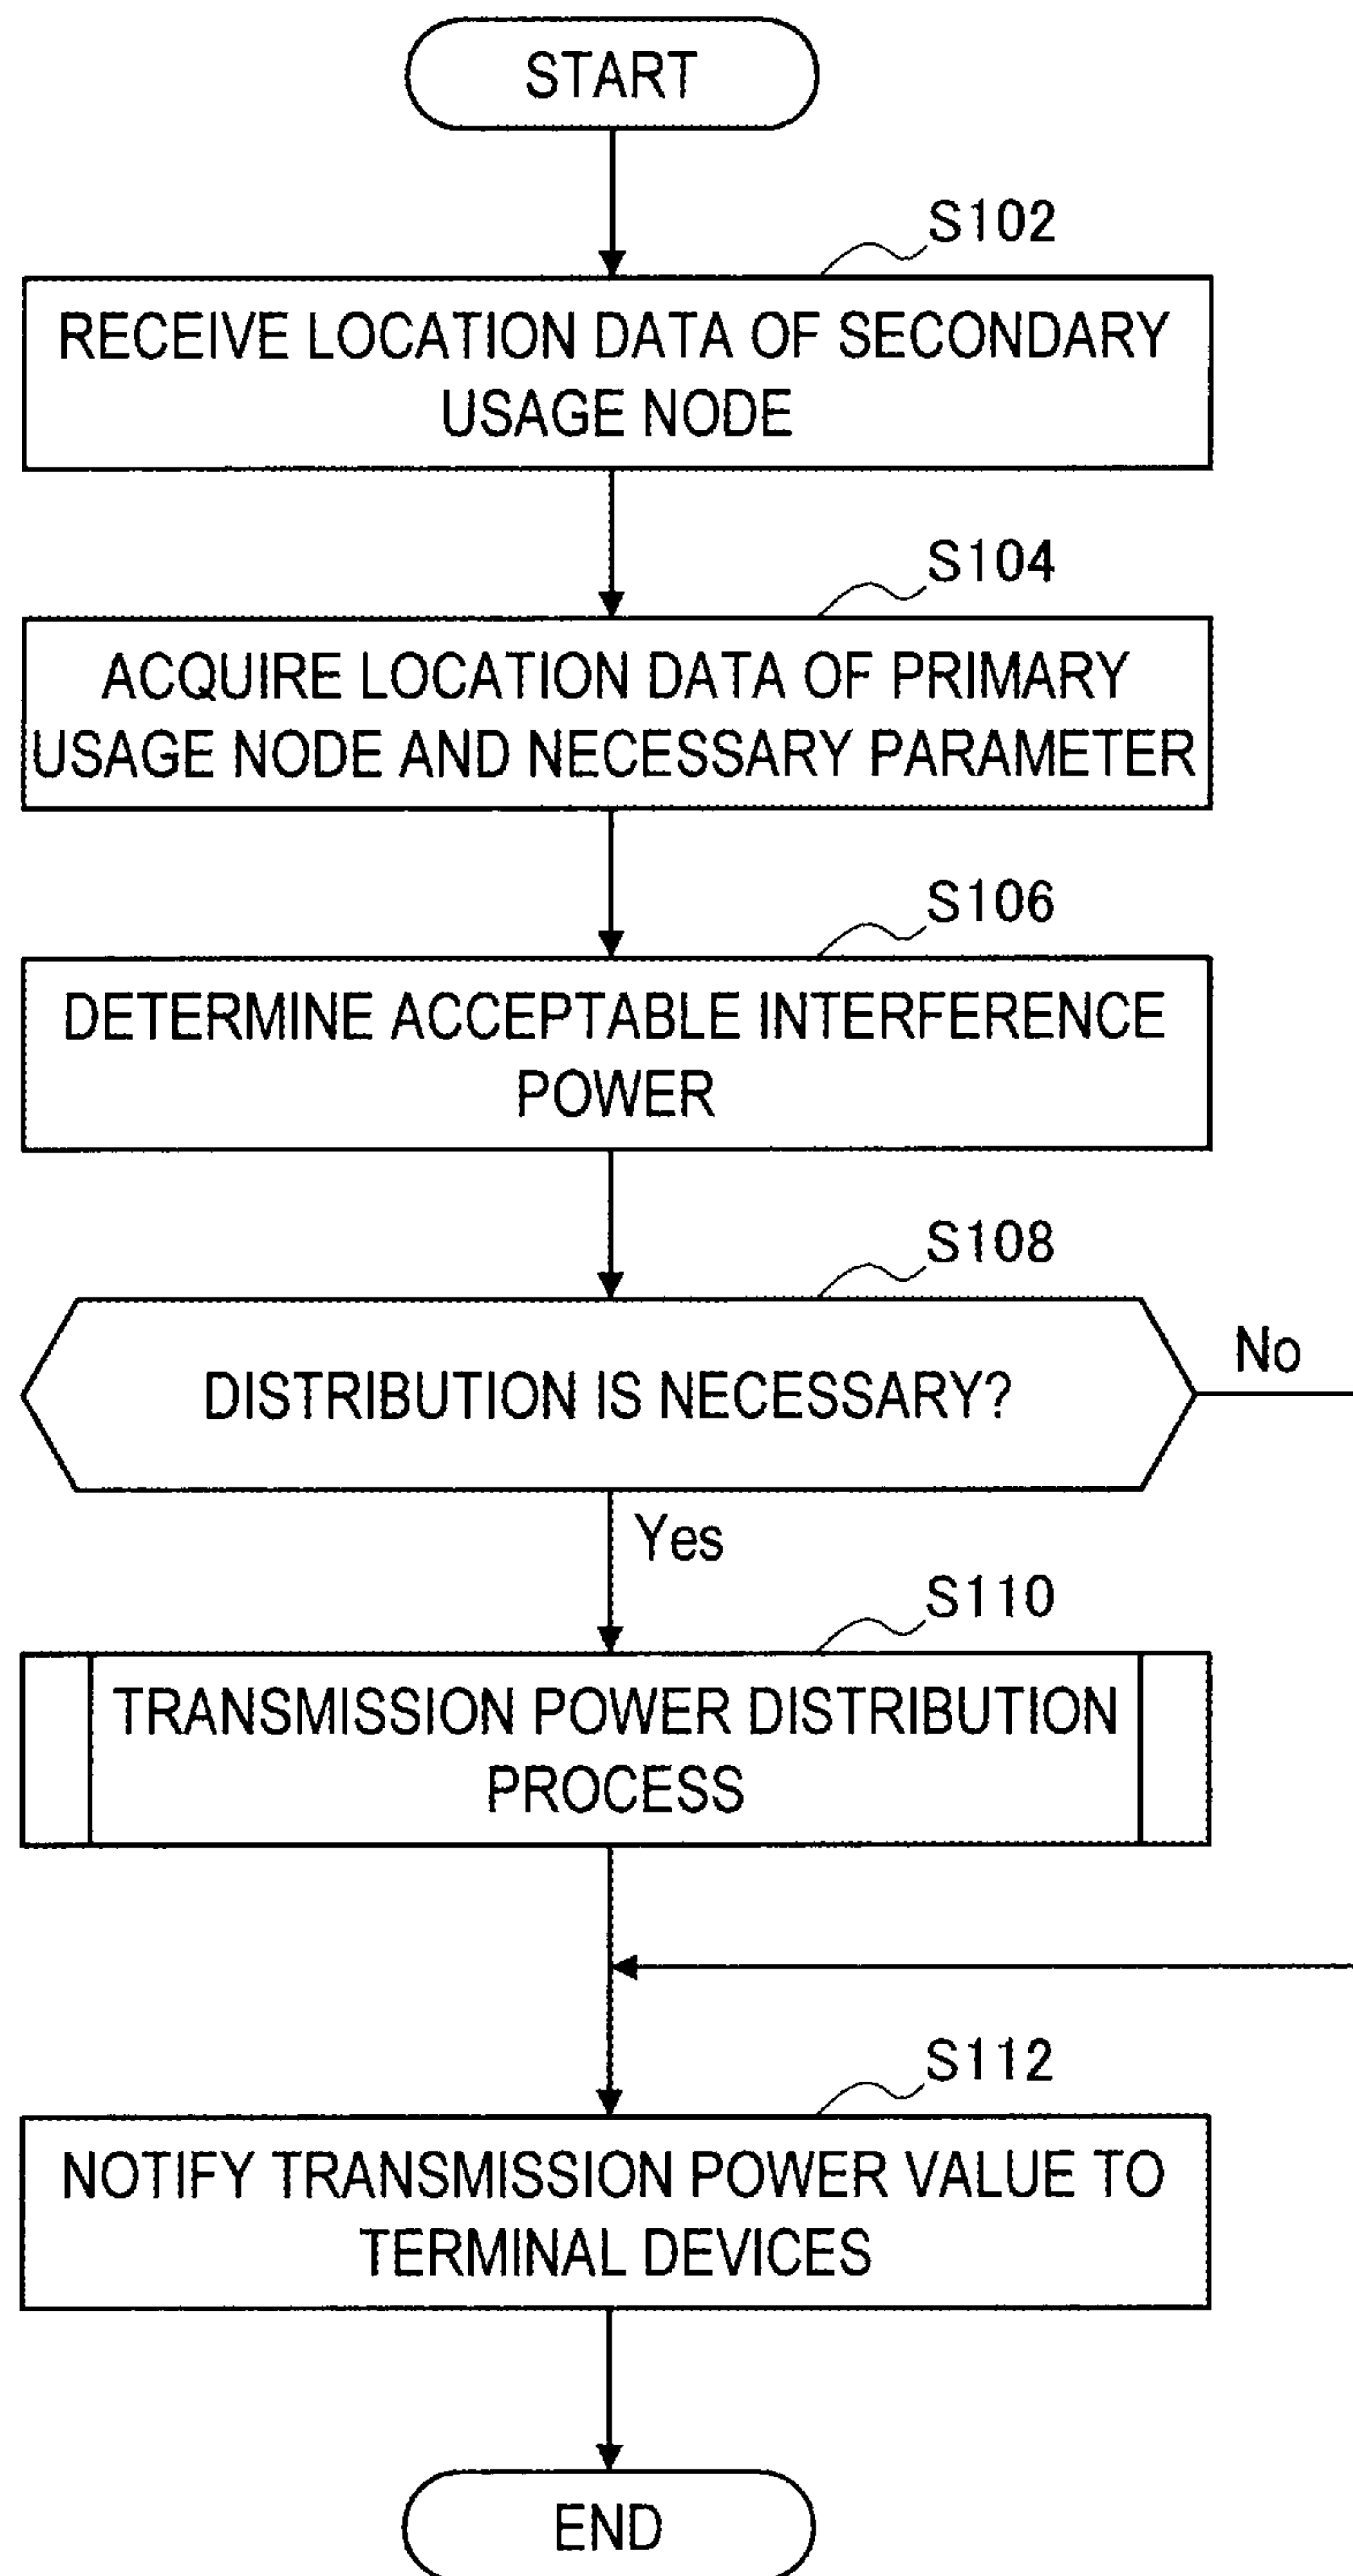 START
S102
RECEIVE LOCATION DATA OF SECONDARY
USAGE NODE
S104
ACQUIRE LOCATION DATA OF PRIMARY
USAGE NODE AND NECESSARY PARAMETER
S106
DETERMINE ACCEPTABLE INTERFERENCE
POWER
S108
DISTRIBUTION IS NECESSARY?
No
Yes
S110
TRANSMISSION POWER DISTRIBUTION
PROCESS
S112
NOTIFY TRANSMISSION POWER VALUE TO
TERMINAL DEVICES
END